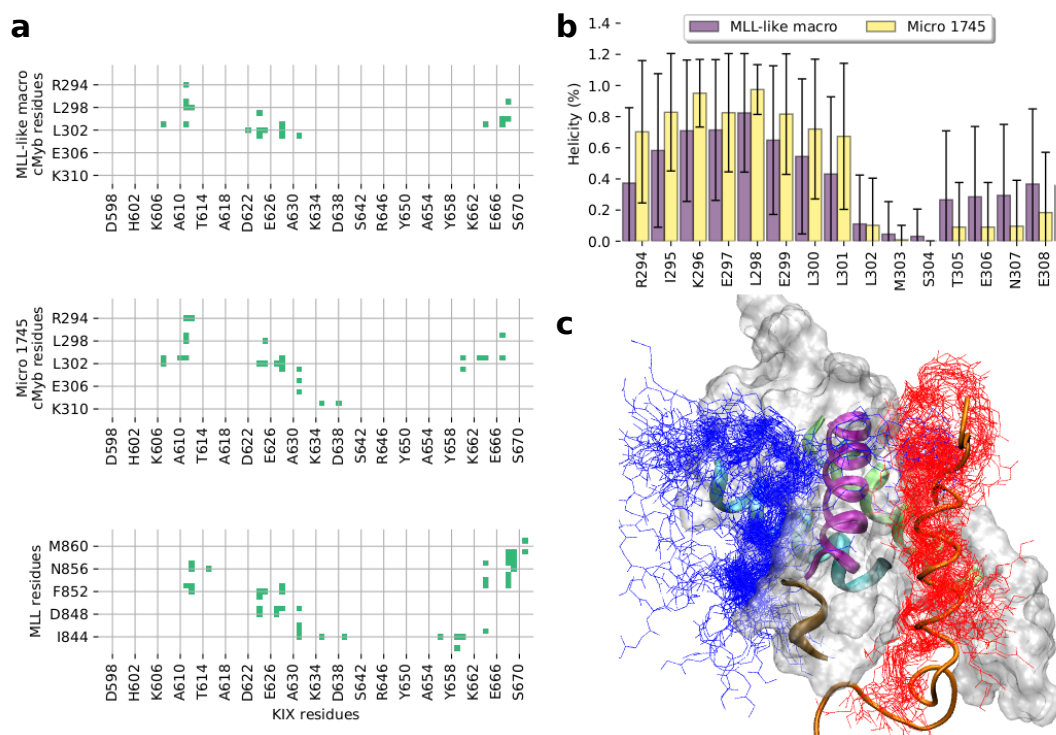 a
MLL-like macro
cMyb residues
R294
L298
L302
E306
K310
D598 H602 K606 A610 T614 A618 D622 E626 A630 K634 D638 S642 R646 Y650 A654 Y658 K662 E666 S670
Micro 1745
cMyb residues
R294
L298
L302
E306
K310
D598 H602 K606 A610 T614 A618 D622 E626 A630 K634 D638 S642 R646 Y650 A654 Y658 K662 E666 S670
MLL residues
M860
N856
F852
D848
I844
D598 H602 K606 A610 T614 A618 D622 E626 A630 K634 D638 S642 R646 Y650 A654 Y658 K662 E666 S670
KIX residues
b
MLL-like macro
Micro 1745
Helicity (%)
1.4
1.2
1.0
0.8
0.6
0.4
0.2
0.0
R294 I295 K296 E297 L298 E299 L300 L301 L302 M303 S304 T305 E306 N307 E308
c